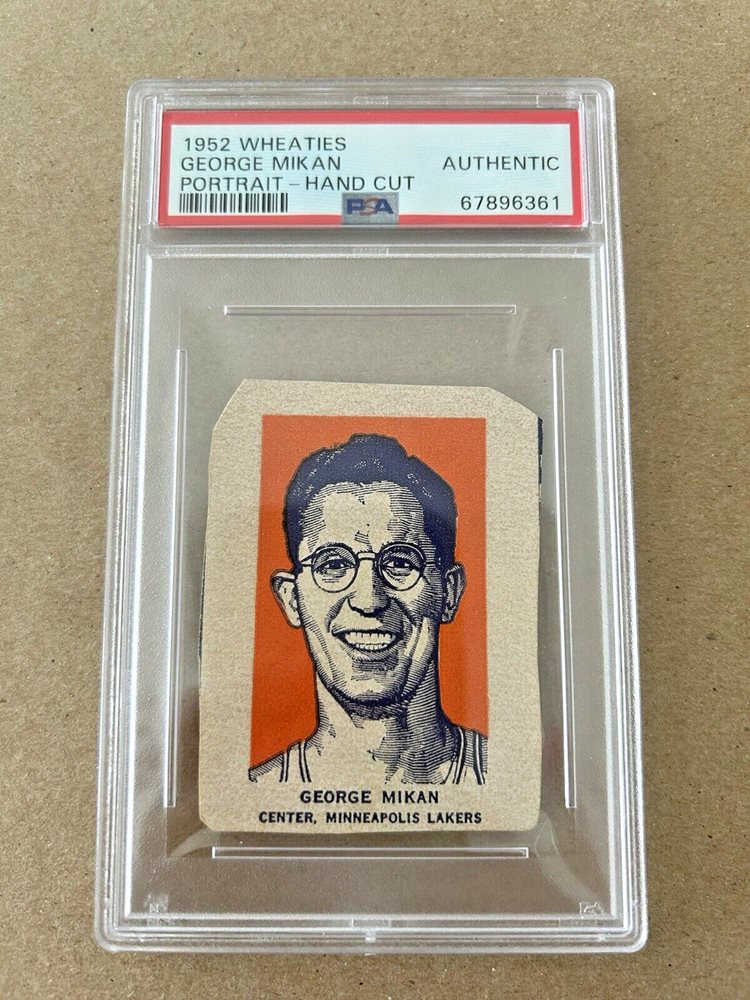 1952 WHEATIES
GEORGE MIKAN AUTHENTIC
PORTRAIT - HAND CUT
PSA 67896361
GEORGE MIKAN
CENTER, MINNEAPOLIS LAKERS